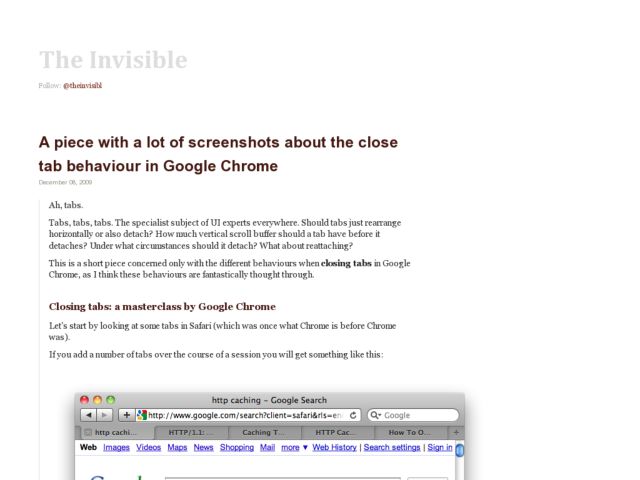 The Invisible
Follow: @theinvisibl
A piece with a lot of screenshots about the close
tab behaviour in Google Chrome
December 08, 2009
Ah, tabs.
Tabs, tabs, tabs. The specialist subject of UI experts everywhere. Should tabs just rearrange
horizontally or also detach? How much vertical scroll buffer should a tab have before it
detaches? Under what circumstances should it detach? What about reattaching?
This is a short piece concerned only with the different behaviours when closing tabs in Google
Chrome, as I think these behaviours are fantastically thought through.
Closing tabs: a masterclass by Google Chrome
Let's start by looking at some tabs in Safari (which was once what Chrome is before Chrome
was).
If you add a number of tabs over the course of a session you will get something like this:
http caching – Google Search
http://www.google.com/search?client=safari&rls=en
Google
http cachi... HTTP/1.1: ... Caching T... HTTP Cac... How To O...
Web Images Videos Maps News Shopping Mail more ▼ Web History | Search settings | Sign in